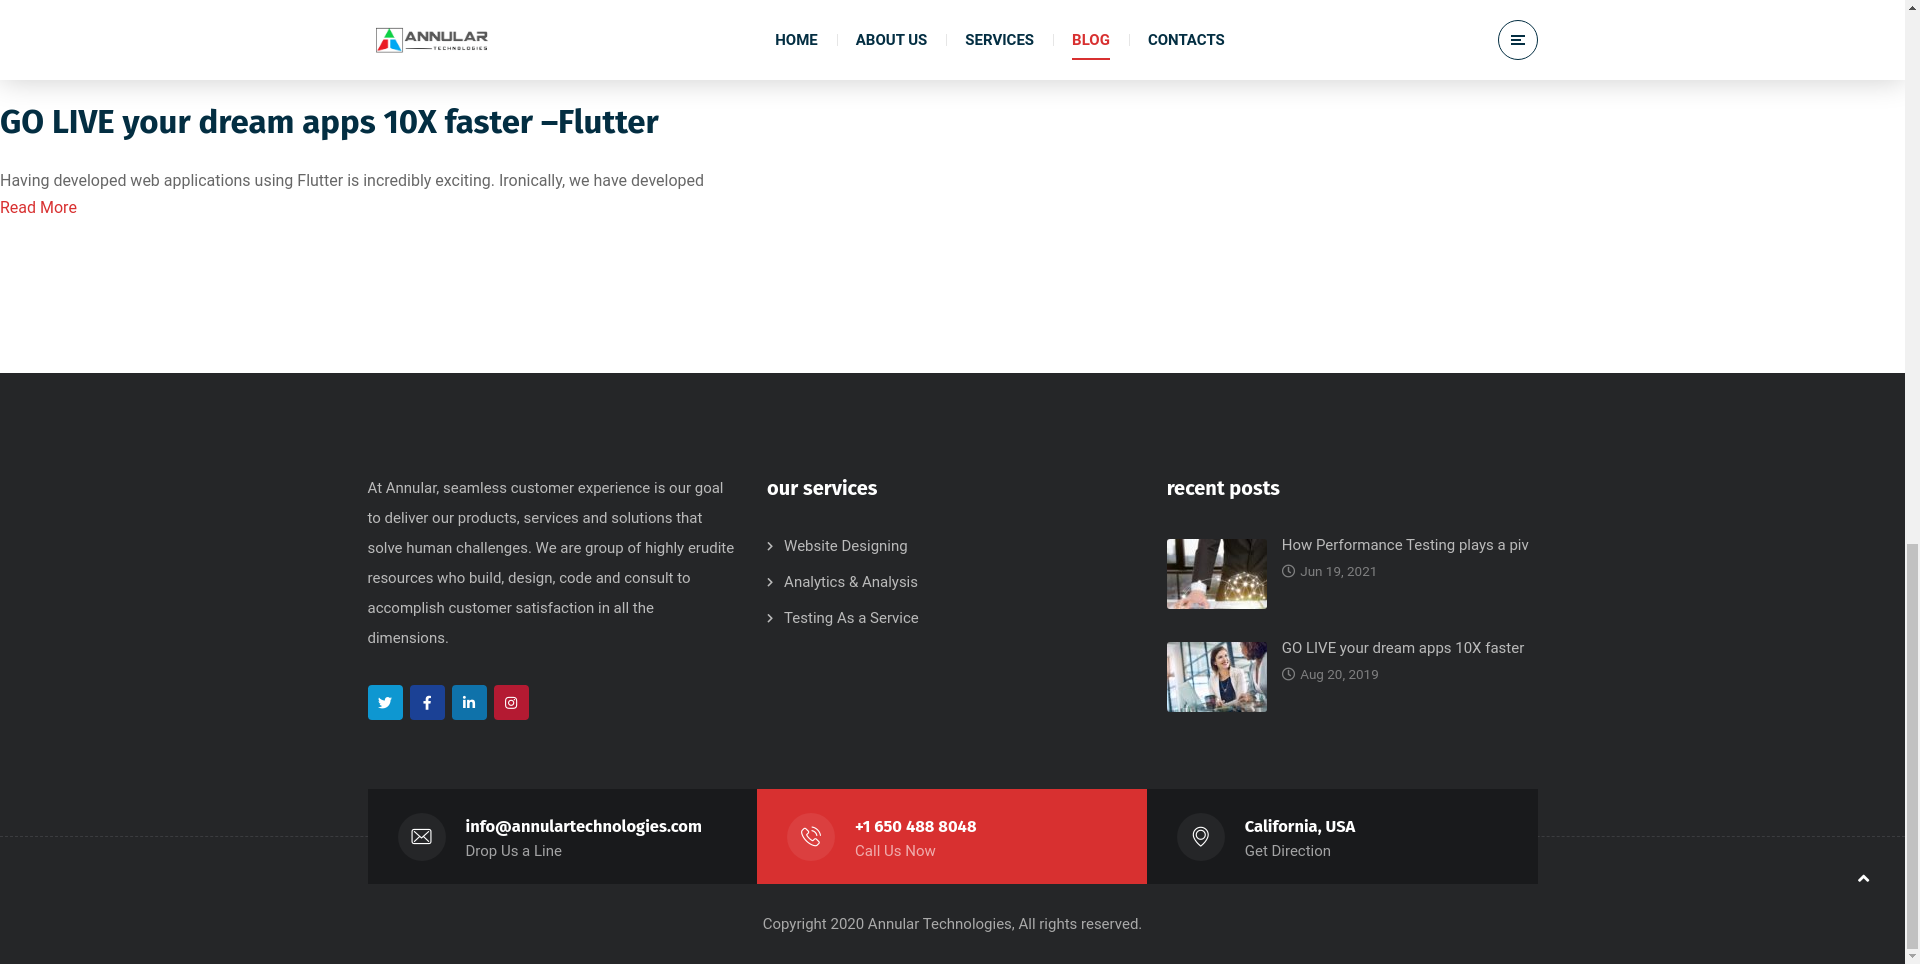 ANNULAR
TECHNOLOGIES
HOME
ABOUT US
SERVICES
BLOG
CONTACTS
GO LIVE your dream apps 10X faster –Flutter
Having developed web applications using Flutter is incredibly exciting. Ironically, we have developed
Read More
At Annular, seamless customer experience is our goal
to deliver our products, services and solutions that
solve human challenges. We are group of highly erudite
resources who build, design, code and consult to
accomplish customer satisfaction in all the
dimensions.
our services
Website Designing
Analytics & Analysis
Testing As a Service
recent posts
How Performance Testing plays a piv
Jun 19, 2021
GO LIVE your dream apps 10X faster
Aug 20, 2019
info@annulartechnologies.com
Drop Us a Line
+1 650 488 8048
Call Us Now
California, USA
Get Direction
Copyright 2020 Annular Technologies, All rights reserved.